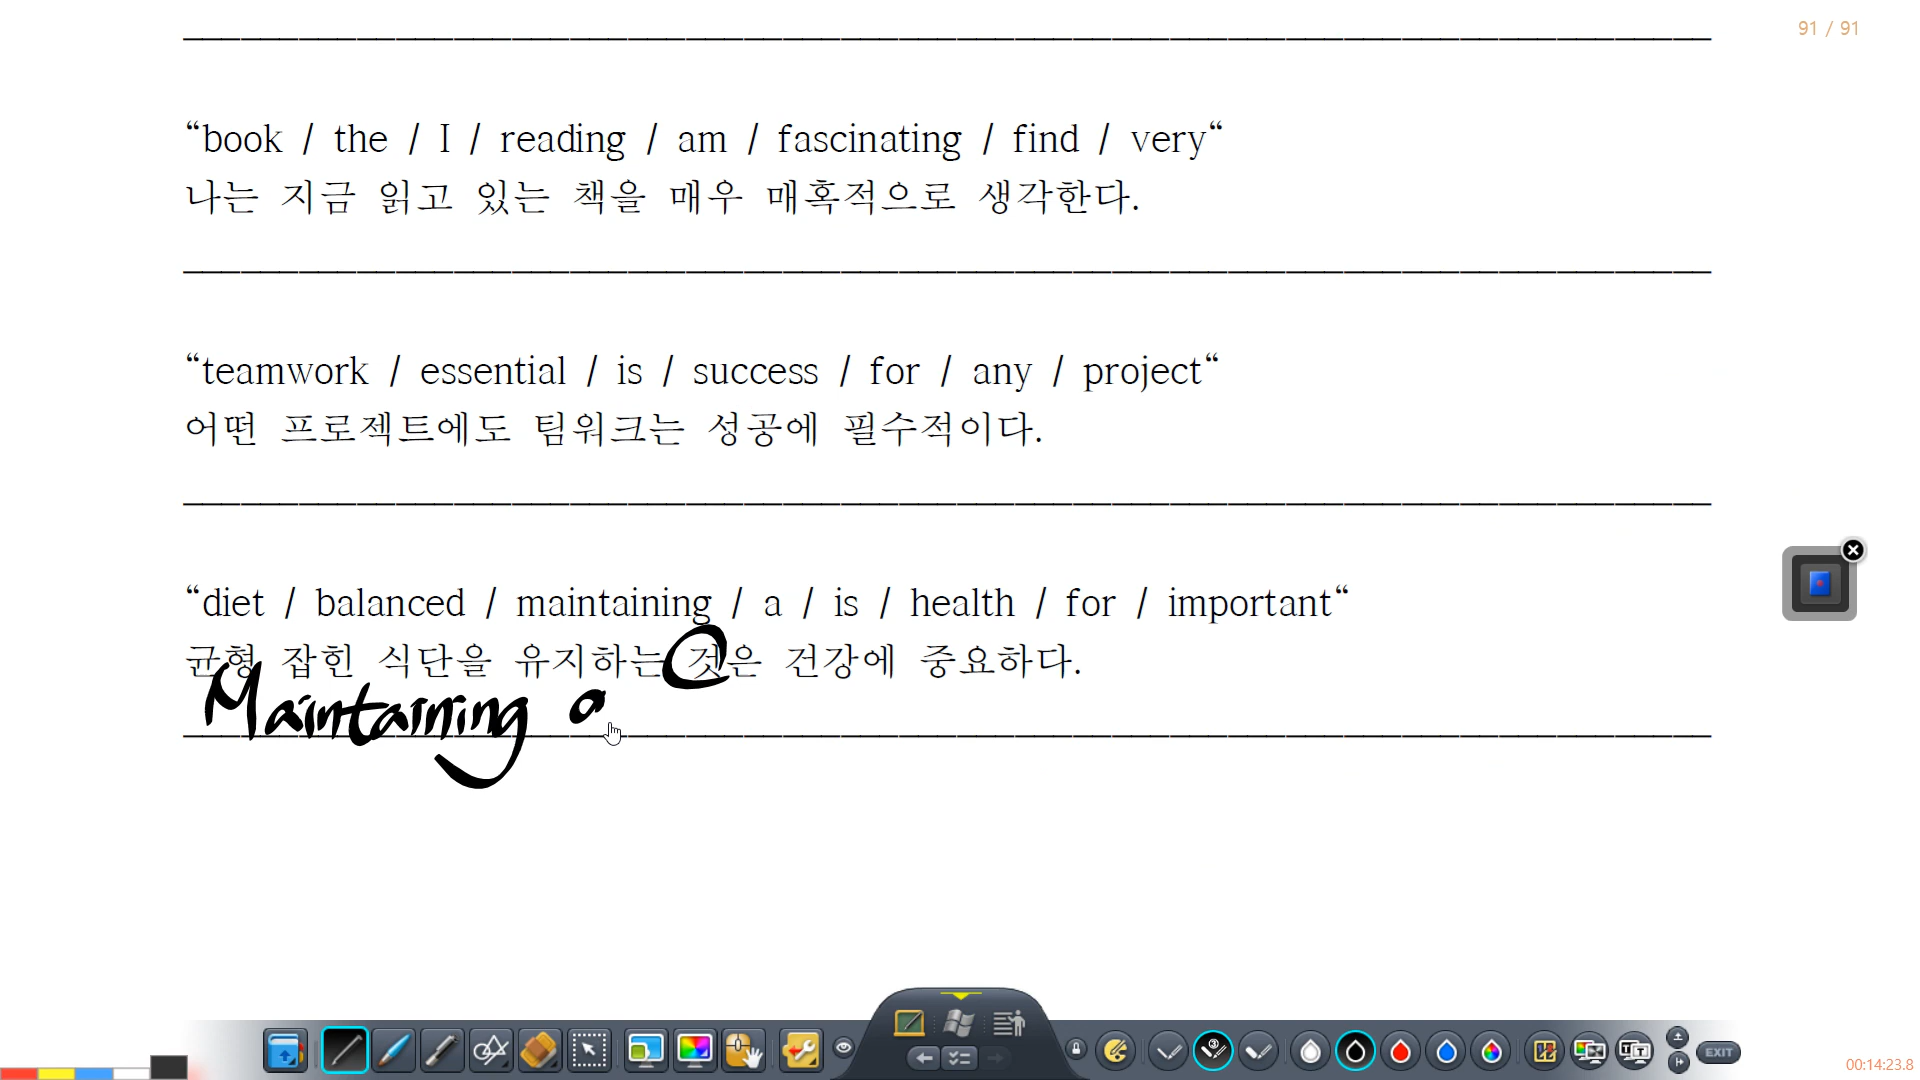 91 / 91
“book / the / I / reading / am / fascinating / find / very“
나는 지금 읽고 있는 책을 매우 매혹적으로 생각한다.
“teamwork / essential / is / success / for / any / project“
어떤 프로젝트에도 팀워크는 성공에 필수적이다.
“diet / balanced / maintaining / a / is / health / for / important“
균형 잡힌 식단을 유지하는 것은 건강에 중요하다.
Maintaining a
EXIT
00:14:23.8